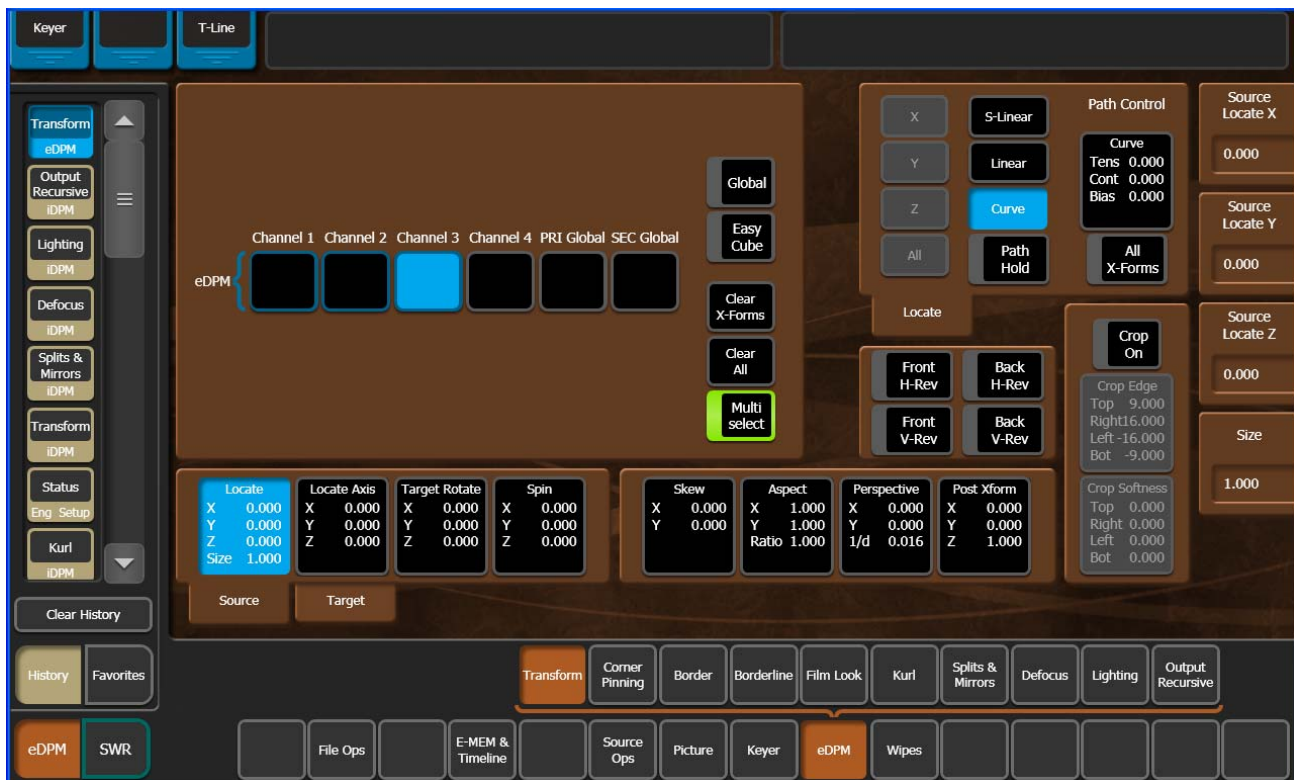 Keyer
T-Line
Transform
eDPM
Output
Recursive
iDPM
Lighting
iDPM
Defocus
iDPM
Splits &
Mirrors
iDPM
Transform
iDPM
Status
Eng Setup
Kurl
iDPM
Clear History
History
Favorites
eDPM
SWR
Channel 1 Channel 2 Channel 3 Channel 4 PRI Global SEC Global
eDPM
Global
Easy
Cube
Clear
X-Forms
Clear
All
Multi
select
X
Y
Z
All
S-Linear
Linear
Curve
Path
Hold
Path Control
Curve
Tens 0.000
Cont 0.000
Bias 0.000
All
X-Forms
Locate
Front
H-Rev
Back
H-Rev
Front
V-Rev
Back
V-Rev
Crop
On
Crop Edge
Top 9.000
Right16.000
Left -16.000
Bot -9.000
Crop Softness
Top 0.000
Right 0.000
Left 0.000
Bot 0.000
Source
Locate X
0.000
Source
Locate Y
0.000
Source
Locate Z
0.000
Size
1.000
Locate
X 0.000
Y 0.000
Z 0.000
Size 1.000
Locate Axis
X 0.000
Y 0.000
Z 0.000
Target Rotate
X 0.000
Y 0.000
Z 0.000
Spin
X 0.000
Y 0.000
Z 0.000
Skew
X 0.000
Y 0.000
Aspect
X 1.000
Y 1.000
Ratio 1.000
Perspective
X 0.000
Y 0.000
1/d 0.016
Post Xform
X 0.000
Y 0.000
Z 1.000
Source
Target
Transform
Corner
Pinning
Border
Borderline
Film Look
Kurl
Splits &
Mirrors
Defocus
Lighting
Output
Recursive
File Ops
E-MEM &
Timeline
Source
Ops
Picture
Keyer
eDPM
Wipes